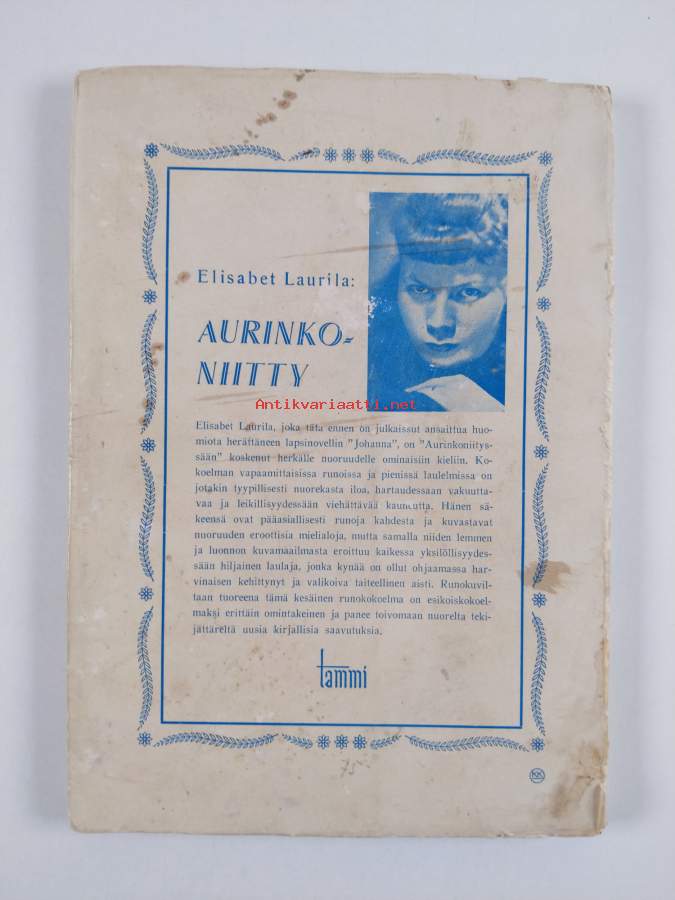 Elisabet Laurila:
AURINKO-
NIITTY
Antikvariaatti.net
Elisabet Laurila, joka tätä ennen on julkaissut ansaittua huo-
miota herättäneen lapsinovellin "Johanna", on "Aurinkoniitys-
sään" koskenut herkälle nuoruudelle ominaisiin kieliin. Ko-
koelman vapaamittaisissa runoissa ja pienissä laulelmissa on
jotakin tyypillisesti nuorekasta iloa, hartaudessaan vakuutta-
vaa ja leikillisyydessään viehättävää kauneutta. Hänen sä-
keensä ovat pääasiallisesti runoja kahdesta ja kuvastavat
nuoruuden eroottisia mielialoja, mutta samalla niiden lemmen
ja luonnon kuvamaailmasta eroittuu kaikessa yksilöllisyydes-
sään hiljainen laulaja, jonka kynää on ollut ohjaamassa har-
vinaisen kehittynyt ja valikoiva taiteellinen aisti. Runokuvil-
taan tuoreena tämä kesäinen runokokoelma on esikoiskokoel-
maksi erittäin omintakeinen ja panee toivomaan nuorelta teki-
jättäreltä uusia kirjallisia saavutuksia.
tammi
75
KK